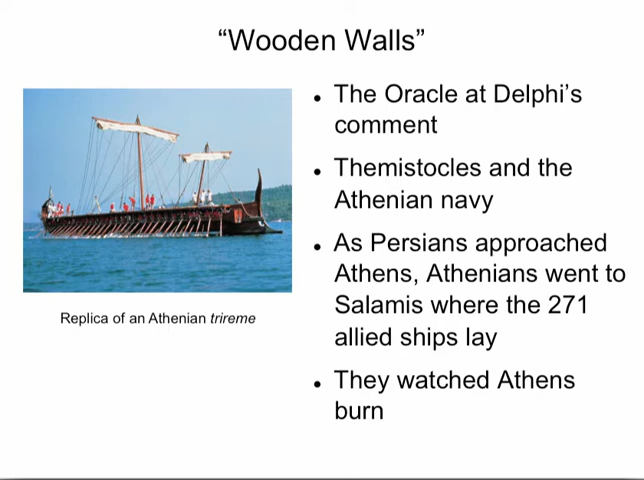 “Wooden Walls”
● The Oracle at Delphi’s
comment
● Themistocles and the
Athenian navy
● As Persians approached
Athens, Athenians went to
Salamis where the 271
allied ships lay
● They watched Athens
burn
Replica of an Athenian trireme